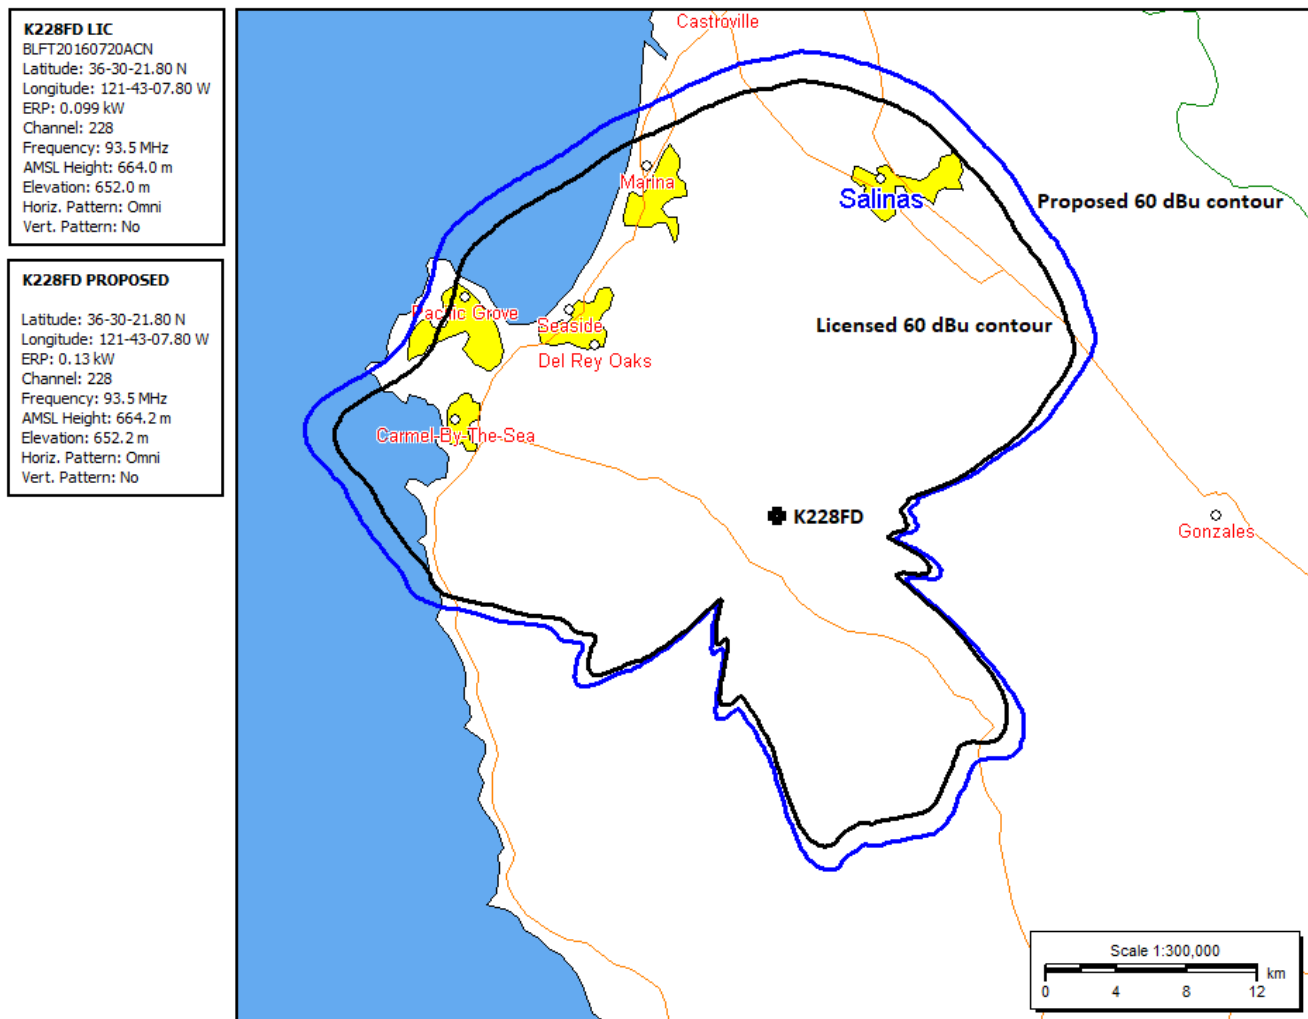 K228FD LIC
BLFT20160720ACN
Latitude: 36-30-21.80 N
Longitude: 121-43-07.80 W
ERP: 0.099 kW
Channel: 228
Frequency: 93.5 MHz
AMSL Height: 664.0 m
Elevation: 652.0 m
Horiz. Pattern: Omni
Vert. Pattern: No
K228FD PROPOSED
Latitude: 36-30-21.80 N
Longitude: 121-43-07.80 W
ERP: 0.13 kW
Channel: 228
Frequency: 93.5 MHz
AMSL Height: 664.2 m
Elevation: 652.2 m
Horiz. Pattern: Omni
Vert. Pattern: No
Castroville
Marina
Salinas
Proposed 60 dBu contour
Pacific Grove
Seaside
Licensed 60 dBu contour
Del Rey Oaks
Carmel-By-The-Sea
K228FD
Gonzales
Scale 1:300,000
km
0 4 8 12